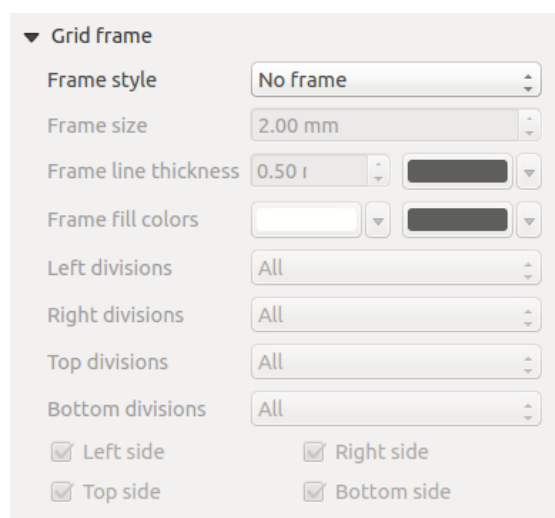 Grid frame
Frame style No frame
Frame size 2.00 mm
Frame line thickness 0.50
Frame fill colors
Left divisions All
Right divisions All
Top divisions All
Bottom divisions All
Left side Right side
Top side Bottom side